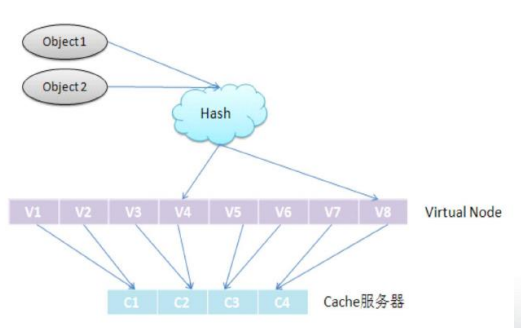 Object1
Object2
Hash
V1 V2 V3 V4 V5 V6 V7 V8 Virtual Node
C1 C2 C3 C4 Cache服务器